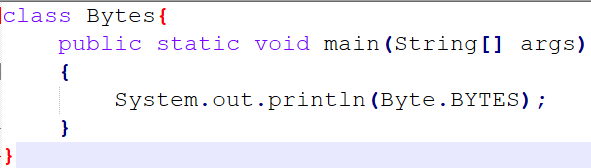 class Bytes{
    public static void main(String[] args)
    {
        System.out.println(Byte.BYTES);
    }
}